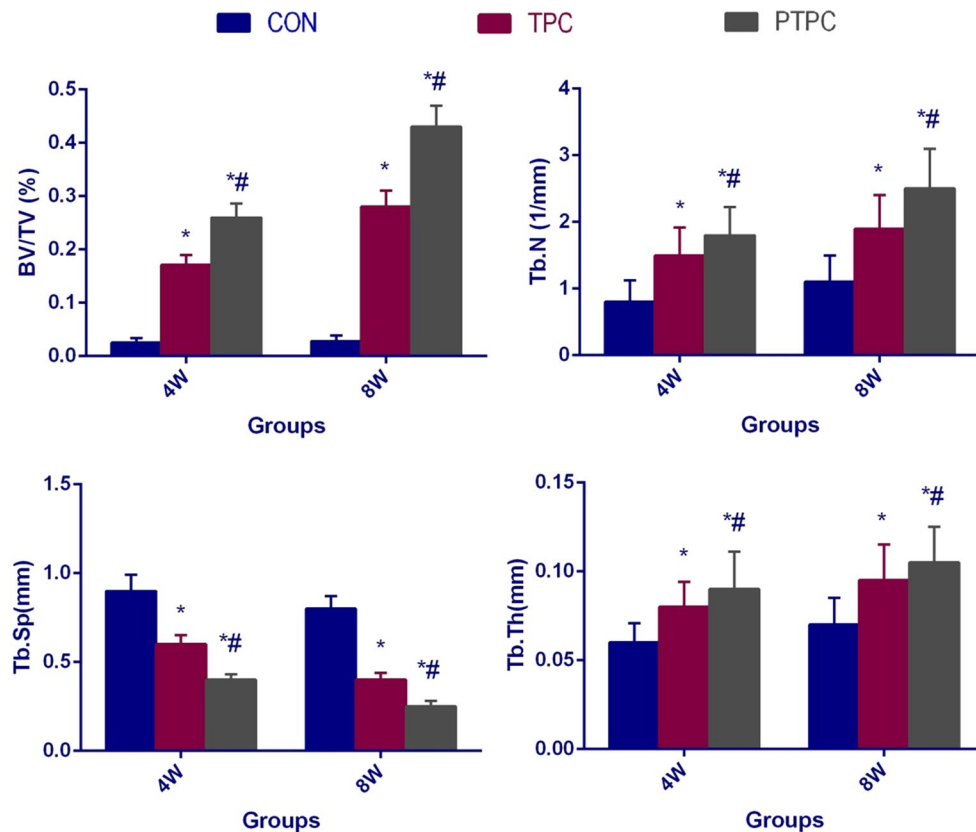 CON TPC PTPC
BV/TV (%)
0.5
0.4
0.3
0.2
0.1
0.0
*
*#
*
*#
4W 8W
Groups
Tb.N (1/mm)
4
3
2
1
0
*
*#
*
*#
4W 8W
Groups
Tb.Sp(mm)
1.5
1.0
0.5
0.0
*
*#
*
*#
4W 8W
Groups
Tb.Th(mm)
0.15
0.10
0.05
0.00
*
*#
*
*#
4W 8W
Groups